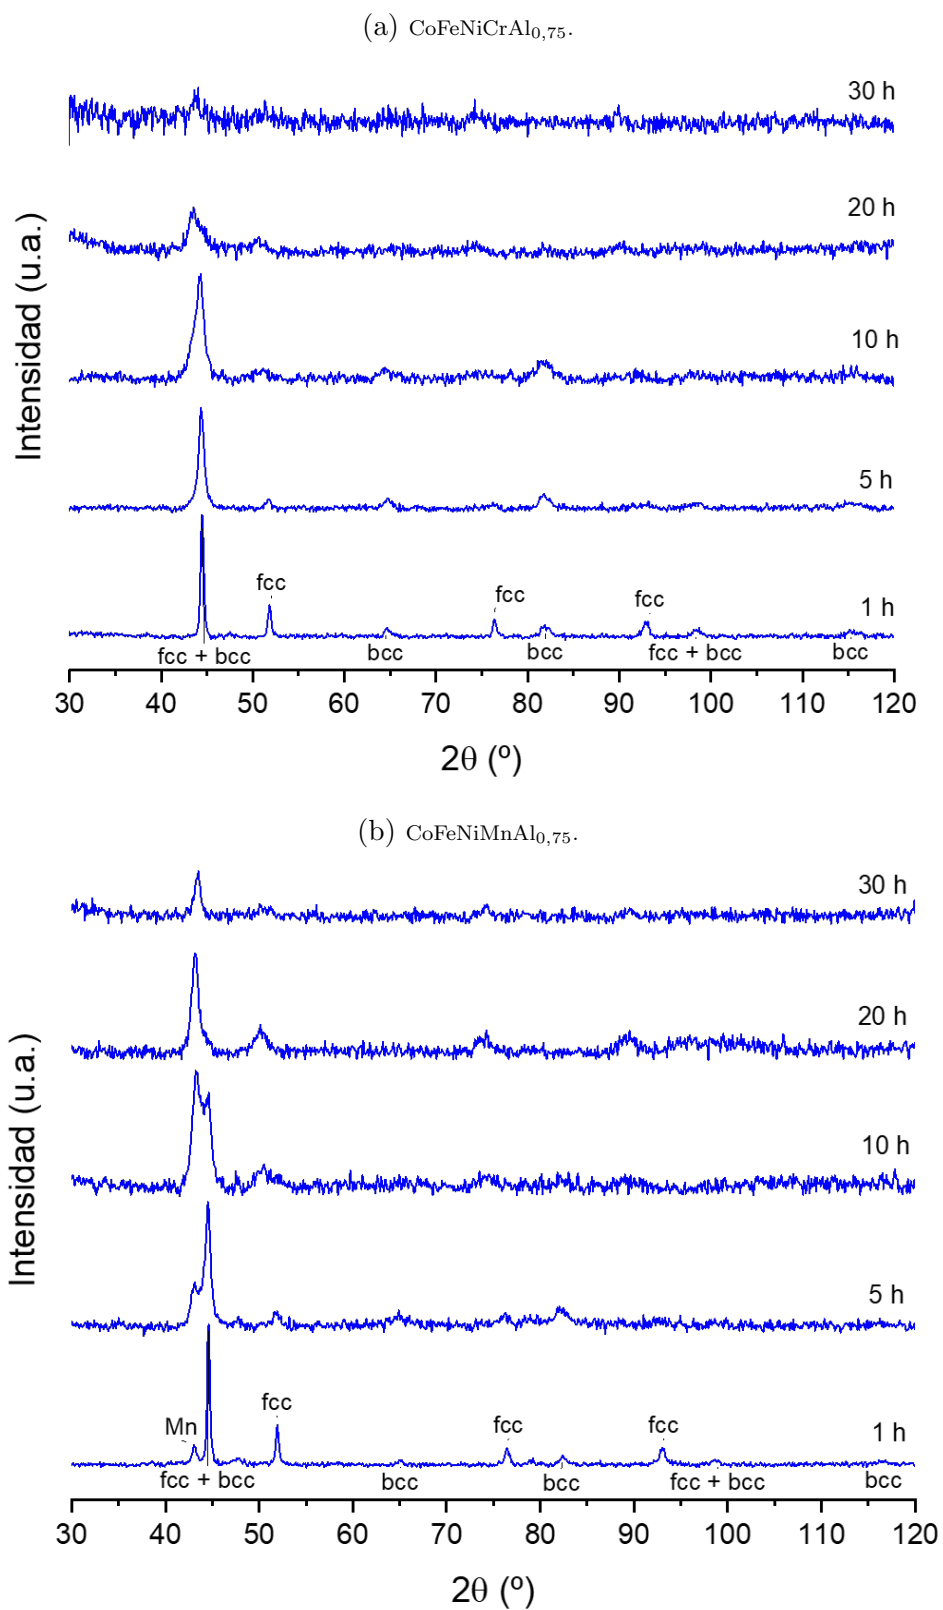 (a) CoFeNiCrAl0,75.
30 h
20 h
10 h
5 h
fcc
fcc
fcc
1 h
fcc + bcc
bcc
bcc
fcc + bcc
bcc
30 40 50 60 70 80 90 100 110 120
2θ (º)
Intensidad (u.a.)
(b) CoFeNiMnAl0,75.
30 h
20 h
10 h
5 h
Mn
fcc
fcc
fcc
1 h
fcc + bcc
bcc
bcc
fcc + bcc
bcc
30 40 50 60 70 80 90 100 110 120
2θ (º)
Intensidad (u.a.)